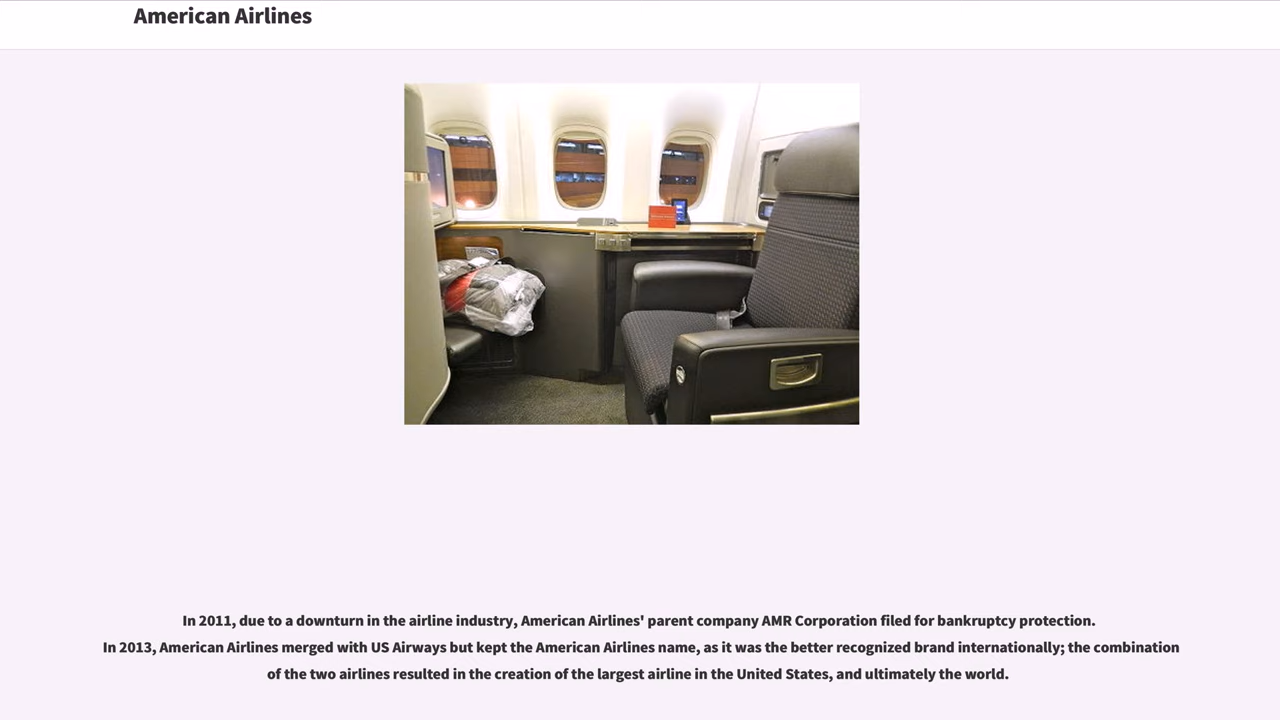 American Airlines
In 2011, due to a downturn in the airline industry, American Airlines' parent company AMR Corporation filed for bankruptcy protection.
In 2013, American Airlines merged with US Airways but kept the American Airlines name, as it was the better recognized brand internationally; the combination
of the two airlines resulted in the creation of the largest airline in the United States, and ultimately the world.